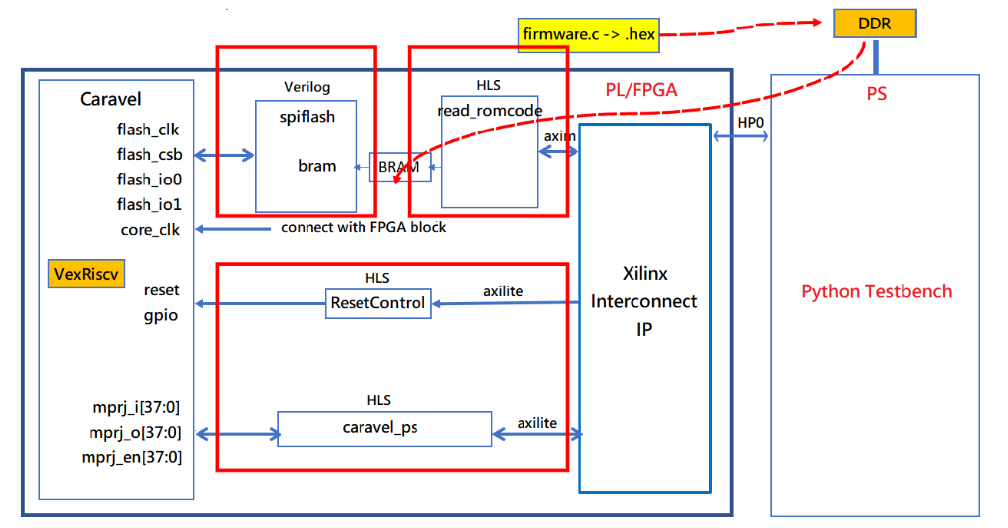 firmware.c -> .hex
DDR
PL/FPGA
PS
HP0
Caravel
flash_clk
flash_csb
flash_io0
flash_io1
core_clk
Verilog
spiflash
bram
BRAM
HLS
read_romcode
axim
connect with FPGA block
VexRiscv
reset
gpio
HLS
ResetControl
axilite
Xilinx
Interconnect
IP
Python Testbench
mprj_i[37:0]
mprj_o[37:0]
mprj_en[37:0]
HLS
caravel_ps
axilite